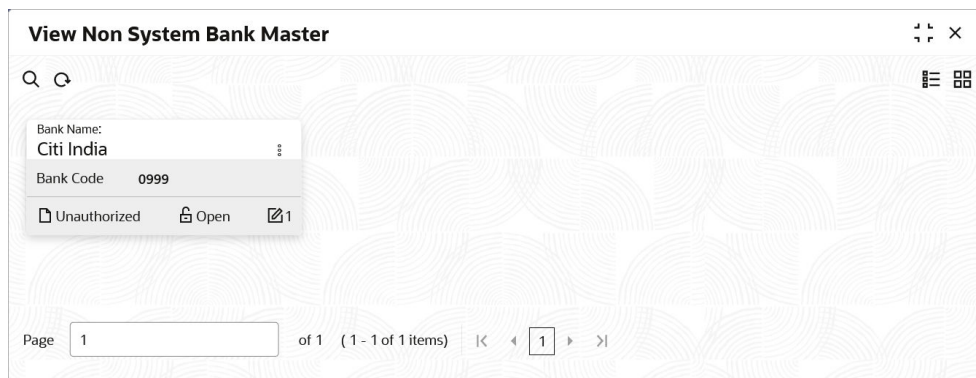 View Non System Bank Master
Bank Name:
Citi India
Bank Code 0999
Unauthorized Open 1
Page 1 of 1 ( 1 - 1 of 1 items) 1